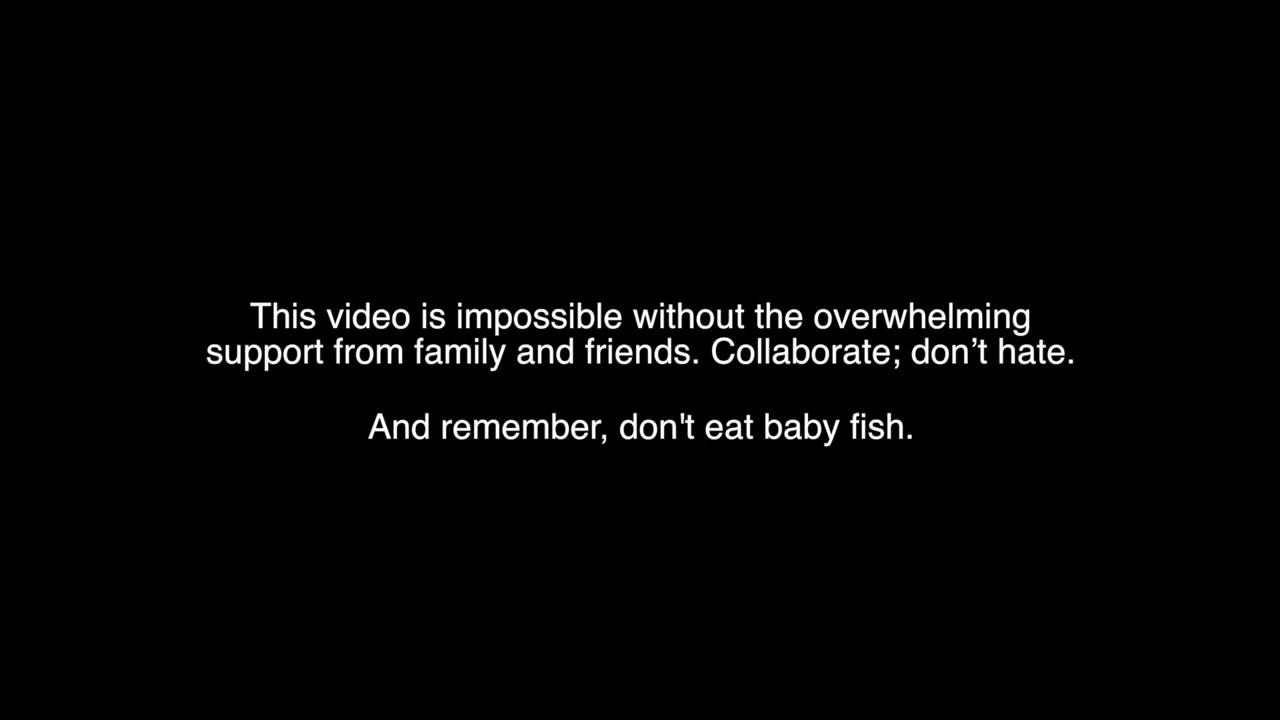 This video is impossible without the overwhelming
support from family and friends. Collaborate; don’t hate.
And remember, don't eat baby fish.